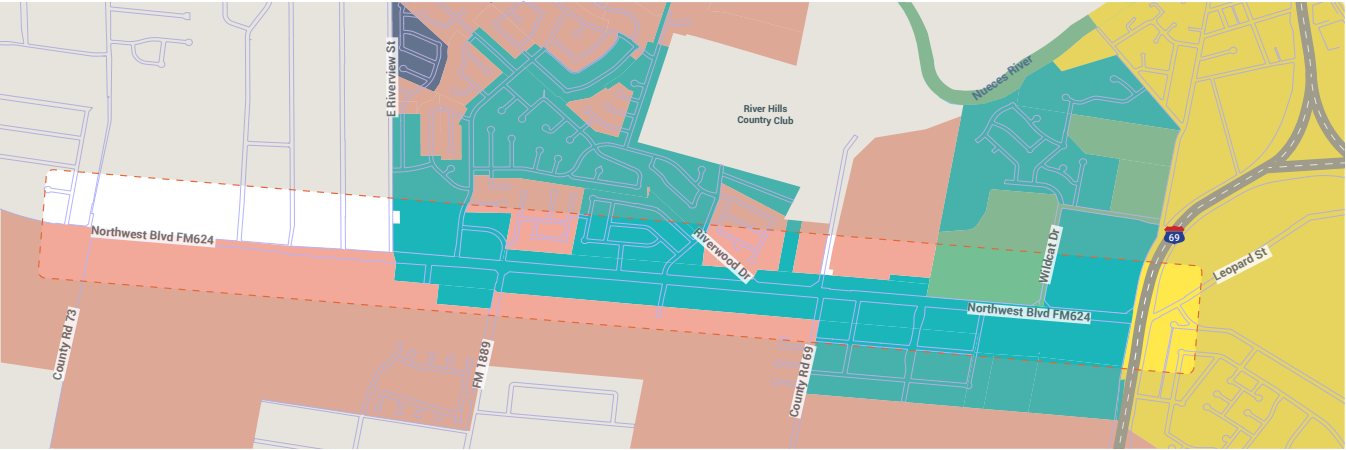 E Riverview St
River Hills
Country Club
Nueces River
69
Leopard St
Northwest Blvd FM624
Riverwood Dr
Wildcat Dr
Northwest Blvd FM624
County Rd 73
FM 1889
County Rd 69